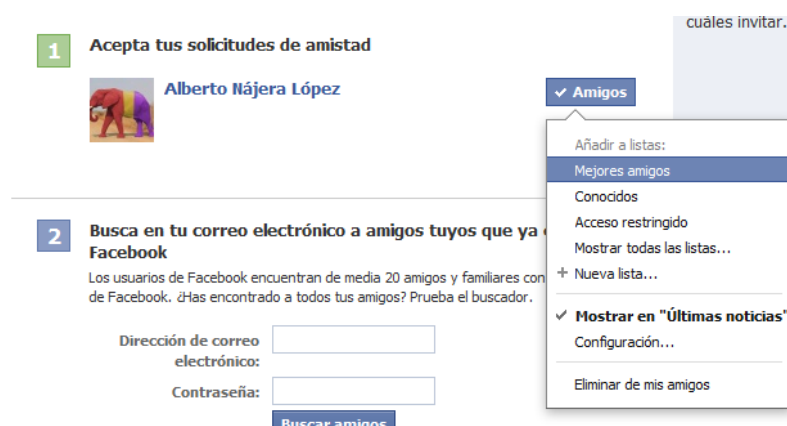 cuáles invitar.
1
Acepta tus solicitudes de amistad
Alberto Nájera López
Amigos
Añadir a listas:
Mejores amigos
Conocidos
Acceso restringido
Mostrar todas las listas...
+ Nueva lista...
Mostrar en "Últimas noticias"
Configuración...
Eliminar de mis amigos
2
Busca en tu correo electrónico a amigos tuyos que ya
Facebook
Los usuarios de Facebook encuentran de media 20 amigos y familiares con
de Facebook. ¿Has encontrado a todos tus amigos? Prueba el buscador.
Dirección de correo
electrónico:
Contraseña:
Buscar amigos